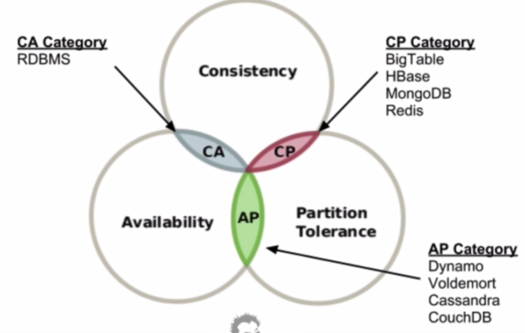 CA Category
RDBMS
CP Category
BigTable
HBase
MongoDB
Redis
Consistency
CA
CP
Availability
AP
Partition
Tolerance
AP Category
Dynamo
Voldemort
Cassandra
CouchDB